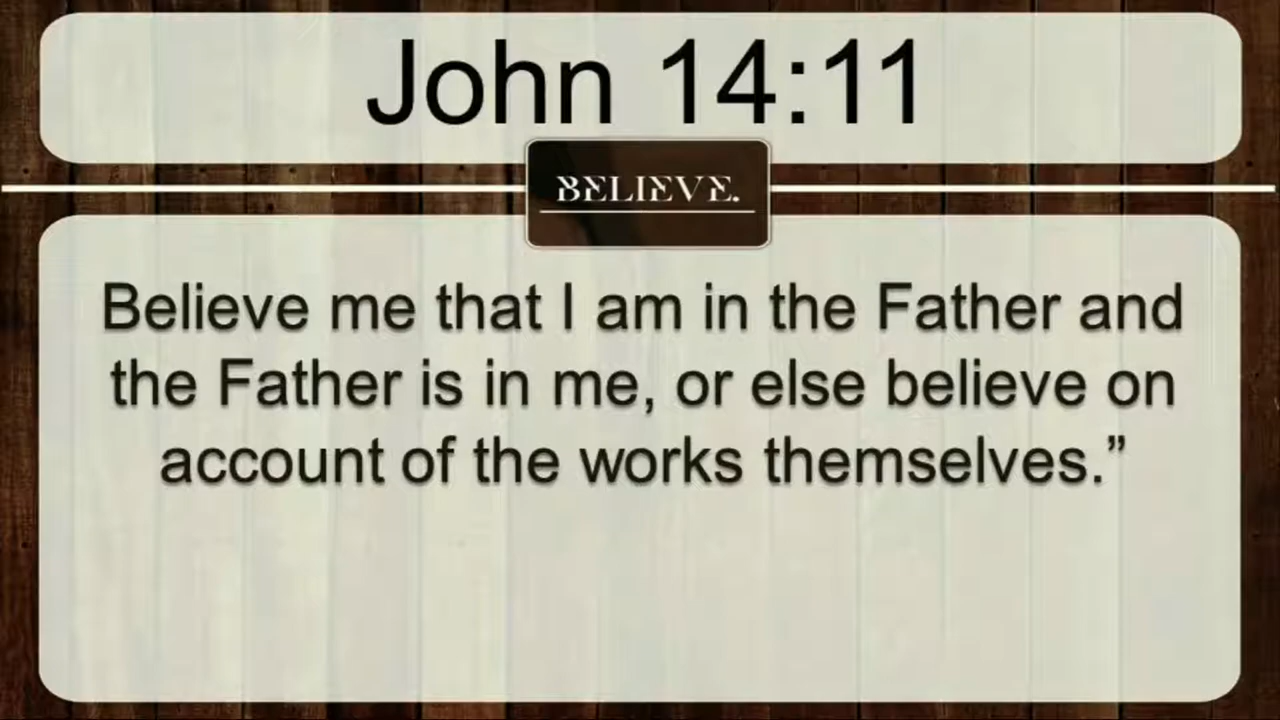 John 14:11
BELIEVE.
Believe me that I am in the Father and
the Father is in me, or else believe on
account of the works themselves.”